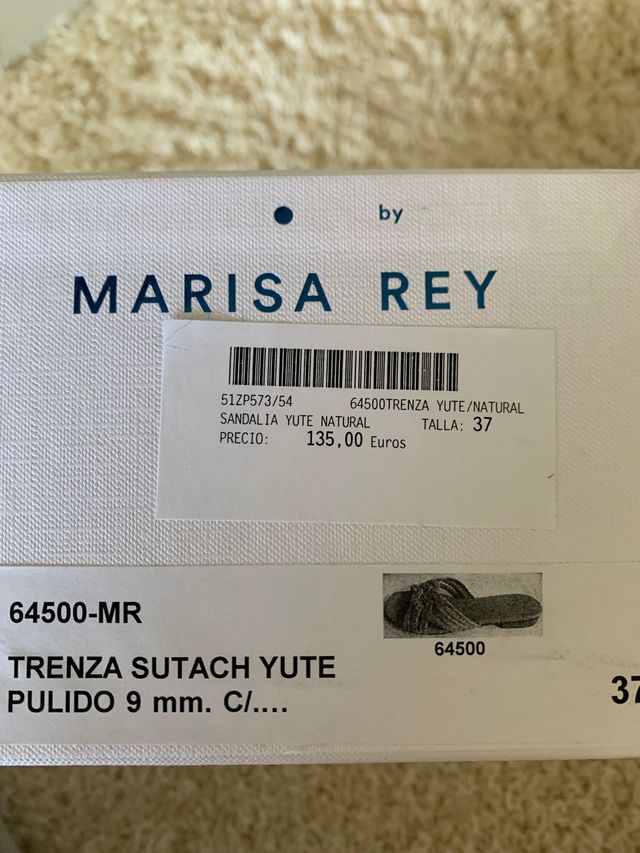 by
MARISA REY
51ZP573/54 64500TRENZA YUTE/NATURAL
SANDALIA YUTE NATURAL TALLA: 37
PRECIO: 135,00 Euros
64500-MR
64500
TRENZA SUTACH YUTE
PULIDO 9 mm. C/.... 37